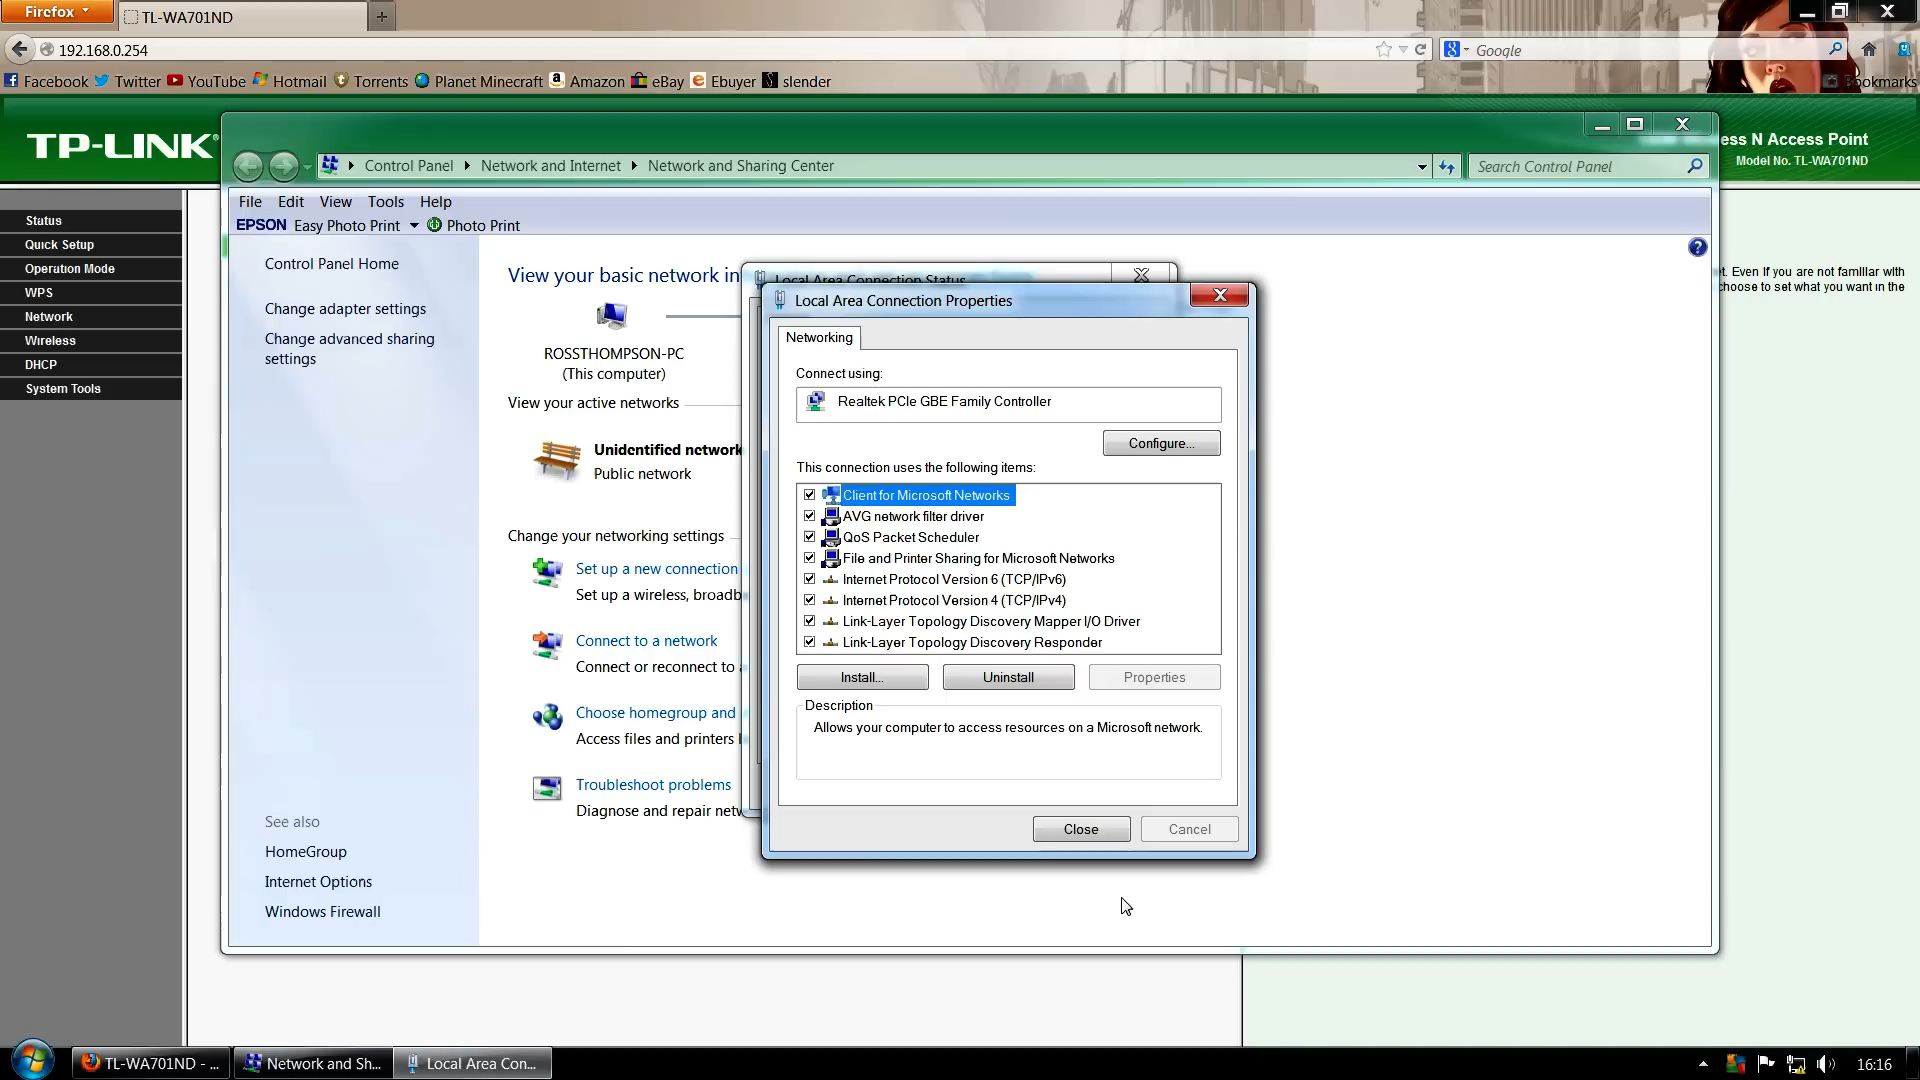 Firefox
TL-WA701ND
192.168.0.254
Google
Facebook
Twitter
YouTube
Hotmail
Torrents
Planet Minecraft
Amazon
eBay
Ebuyer
slender
Bookmarks
TP-LINK
ess N Access Point
Model No. TL-WA701ND
Control Panel
Network and Internet
Network and Sharing Center
Search Control Panel
File
Edit
View
Tools
Help
EPSON
Easy Photo Print
Photo Print
Status
Quick Setup
Operation Mode
WPS
Network
Wireless
DHCP
System Tools
Control Panel Home
Change adapter settings
Change advanced sharing
settings
See also
HomeGroup
Internet Options
Windows Firewall
View your basic network in
ROSSTHOMPSON-PC
(This computer)
View your active networks
Unidentified network
Public network
Change your networking settings
Set up a new connection
Set up a wireless, broadb
Connect to a network
Connect or reconnect to a
Choose homegroup and
Access files and printers l
Troubleshoot problems
Diagnose and repair netw
Local Area Connection Status
Local Area Connection Properties
Networking
Connect using:
Realtek PCIe GBE Family Controller
Configure...
This connection uses the following items:
Client for Microsoft Networks
AVG network filter driver
QoS Packet Scheduler
File and Printer Sharing for Microsoft Networks
Internet Protocol Version 6 (TCP/IPv6)
Internet Protocol Version 4 (TCP/IPv4)
Link-Layer Topology Discovery Mapper I/O Driver
Link-Layer Topology Discovery Responder
Install...
Uninstall
Properties
Description
Allows your computer to access resources on a Microsoft network.
Close
Cancel
t. Even if you are not familiar with
choose to set what you want in the
TL-WA701ND - ...
Network and Sh...
Local Area Con...
16:16